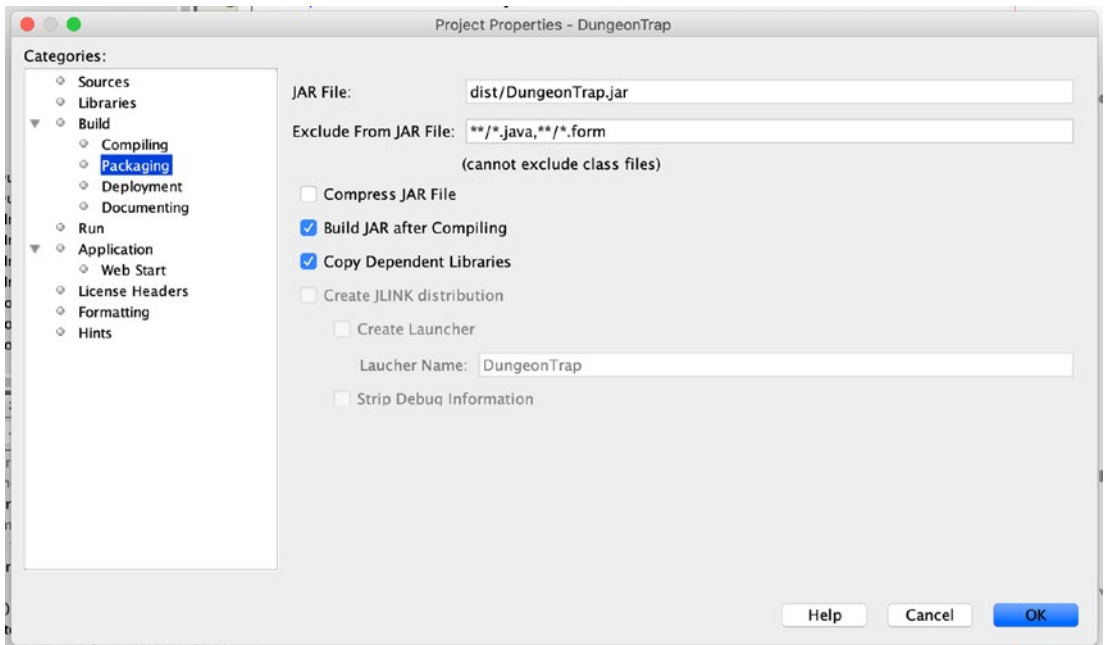 Project Properties - DungeonTrap
Categories:
Sources
Libraries
Build
Compiling
Packaging
Deployment
Documenting
Run
Application
Web Start
License Headers
Formatting
Hints
JAR File: dist/DungeonTrap.jar
Exclude From JAR File: **/*.java,**/*.form
(cannot exclude class files)
Compress JAR File
Build JAR after Compiling
Copy Dependent Libraries
Create JLINK distribution
Create Launcher
Laucher Name: DungeonTrap
Strip Debug Information
Help Cancel OK